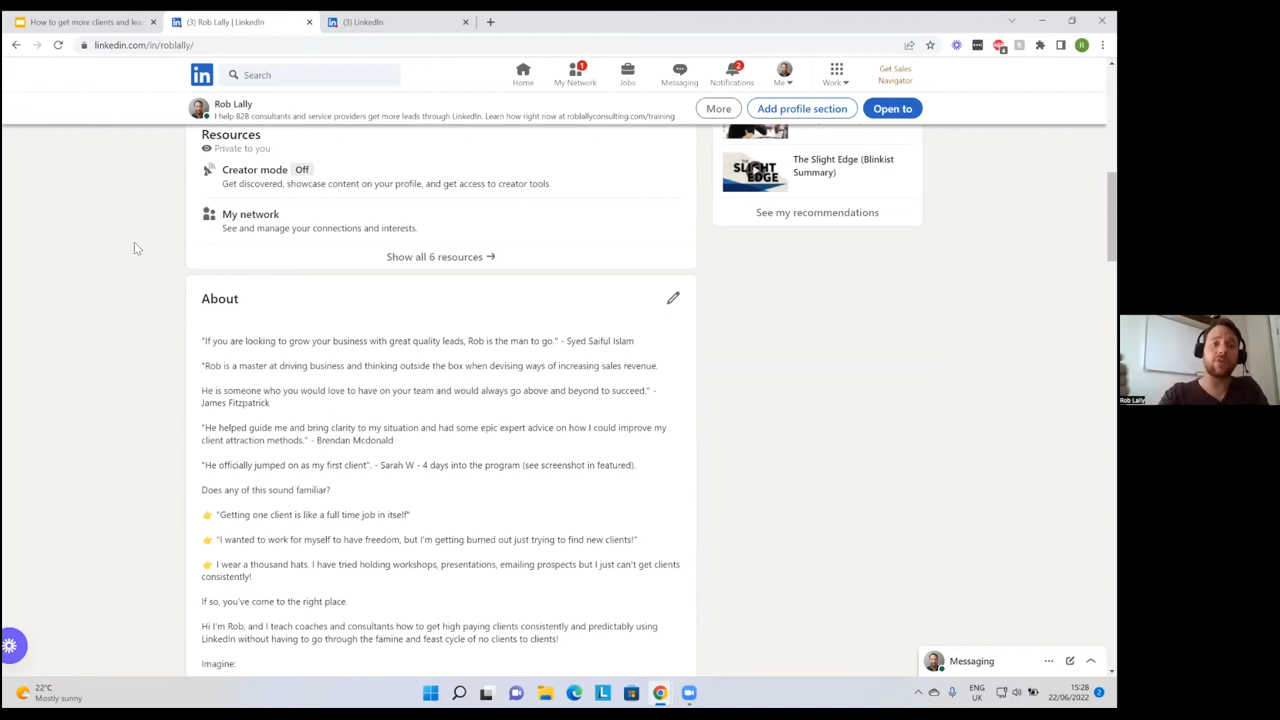 How to get more clients and lea
(3) Rob Lally | LinkedIn
(3) LinkedIn
linkedin.com/in/roblally/
Search
Home
My Network
Jobs
Messaging
Notifications
Me
Work
Get Sales
Navigator
1
2
Rob Lally
I help B2B consultants and service providers get more leads through LinkedIn. Learn how right now at roblallyconsulting.com/training
More
Add profile section
Open to
Resources
Private to you
Creator mode Off
Get discovered, showcase content on your profile, and get access to creator tools
My network
See and manage your connections and interests.
Show all 6 resources →
THE
SLIGHT
EDGE
The Slight Edge (Blinkist
Summary)
See my recommendations
About
"If you are looking to grow your business with great quality leads, Rob is the man to go." - Syed Saiful Islam
"Rob is a master at driving business and thinking outside the box when devising ways of increasing sales revenue.
He is someone who you would love to have on your team and would always go above and beyond to succeed." -
James Fitzpatrick
"He helped guide me and bring clarity to my situation and had some epic expert advice on how I could improve my
client attraction methods." - Brendan Mcdonald
"He officially jumped on as my first client". - Sarah W - 4 days into the program (see screenshot in featured).
Does any of this sound familiar?
👉 "Getting one client is like a full time job in itself"
👉 "I wanted to work for myself to have freedom, but I'm getting burned out just trying to find new clients!"
👉 I wear a thousand hats. I have tried holding workshops, presentations, emailing prospects but I just can't get clients
consistently!
If so, you've come to the right place.
Hi I'm Rob, and I teach coaches and consultants how to get high paying clients consistently and predictably using
LinkedIn without having to go through the famine and feast cycle of no clients to clients!
Imagine:
Messaging
Rob Lally
22°C
Mostly sunny
ENG
UK
15:28
22/06/2022
2